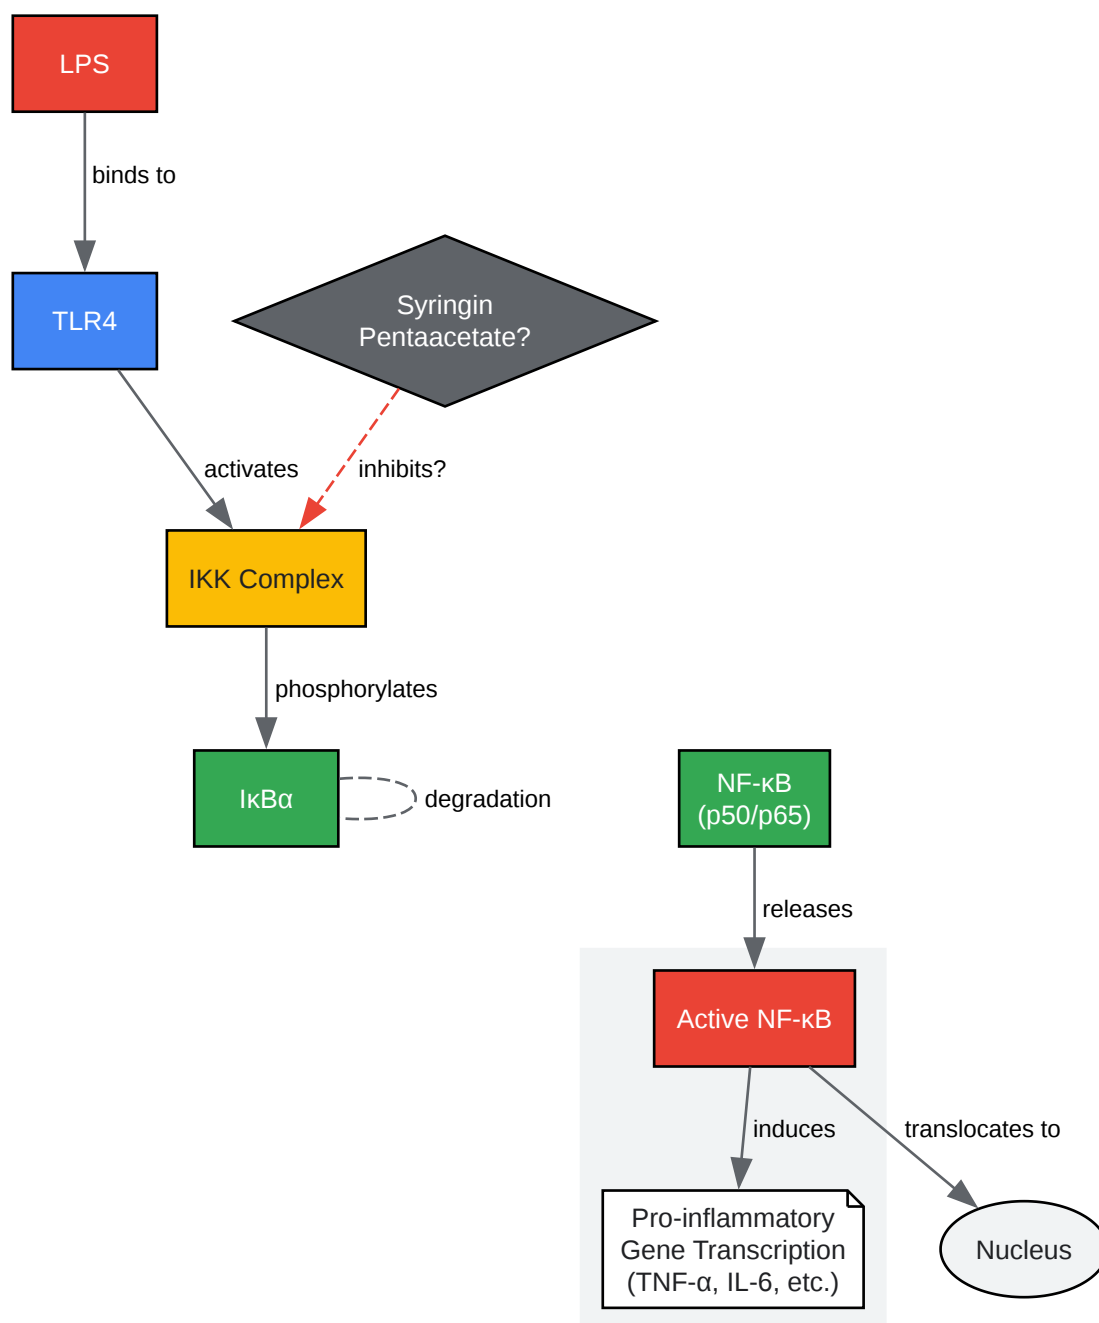 LPS
binds to
TLR4
Syringin
Pentaacetate?
activates
inhibits?
IKK Complex
phosphorylates
IκBα
degradation
NF-κB
(p50/p65)
releases
Active NF-κB
induces
translocates to
Pro-inflammatory
Gene Transcription
(TNF-α, IL-6, etc.)
Nucleus